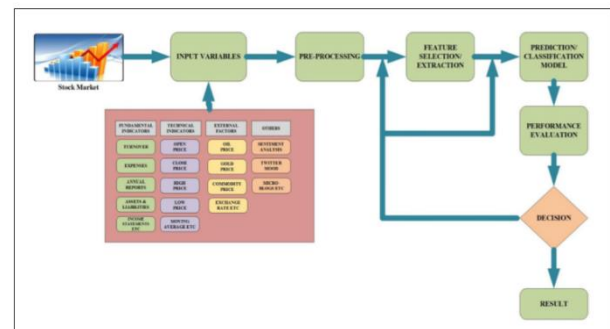 Stock Market
INPUT VARIABLES
PRE-PROCESSING
FEATURE
SELECTION/
EXTRACTION
PREDICTION/
CLASSIFICATION
MODEL
PERFORMANCE
EVALUATION
DECISION
RESULT
FUNDAMENTAL
INDICATORS
TURNOVER
EXPENSES
ANNUAL
REPORTS
ASSETS &
LIABILITIES
INCOME
STATEMENTS
ETC
TECHNICAL
INDICATORS
OPEN
PRICE
CLOSE
PRICE
HIGH
PRICE
LOW
PRICE
MOVING
AVERAGE ETC
EXTERNAL
FACTORS
OIL
PRICE
GOLD
PRICE
COMMODITY
PRICE
EXCHANGE
RATE ETC
OTHERS
SENTIMENT
ANALYSIS
TWITTER
MOOD
MICRO
BLOGS ETC